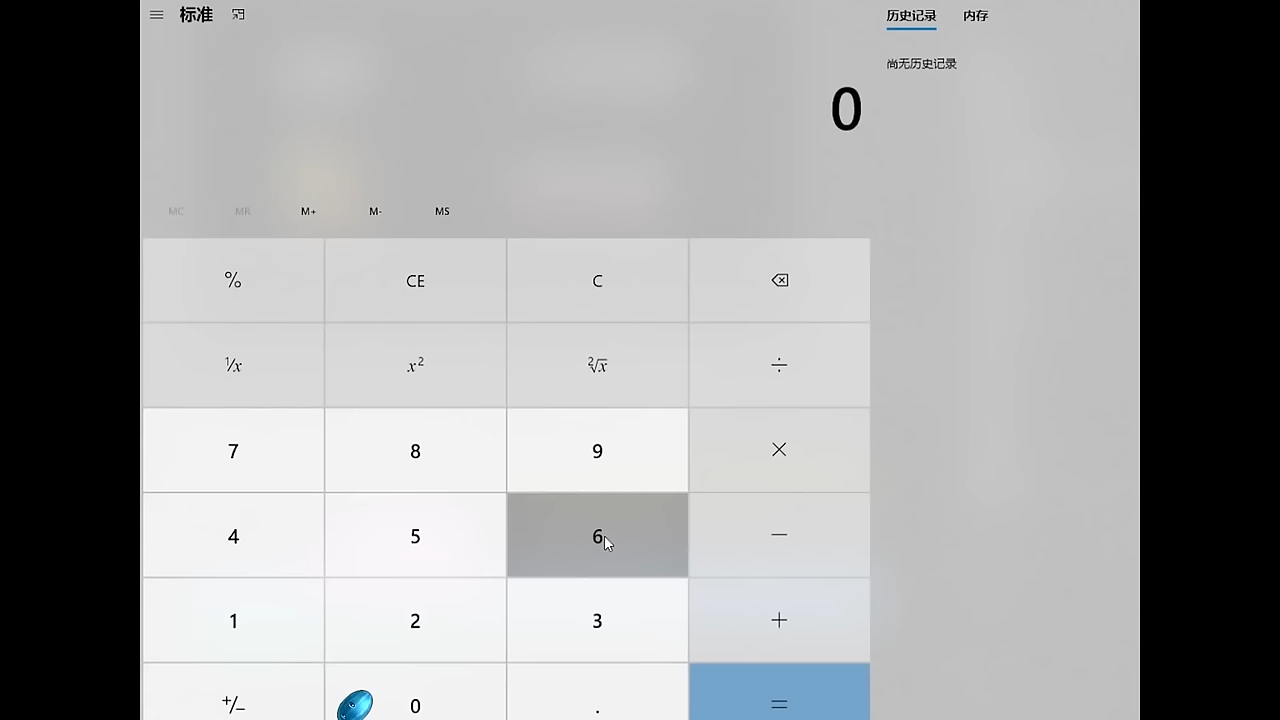 标准
历史记录 内存
尚无历史记录
0
MC MR M+ M- MS
% CE C
¹/x x² ²√x ÷
7 8 9 ×
4 5 6 −
1 2 3 +
+/− 0 . =